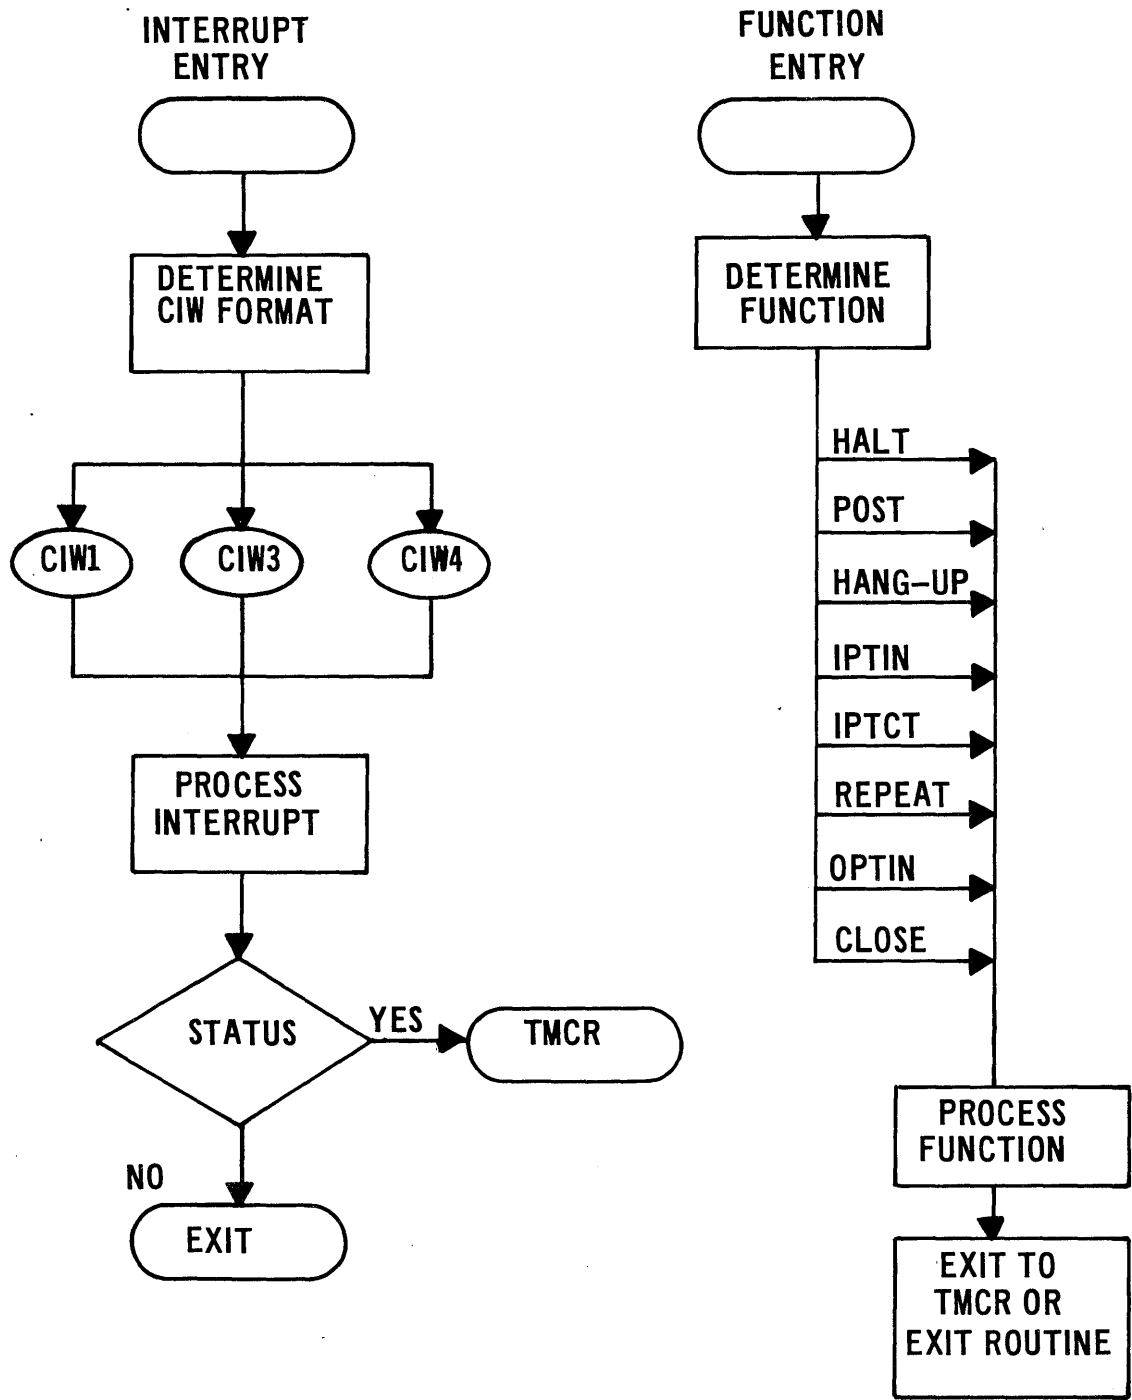 INTERRUPT
ENTRY
DETERMINE
CIW FORMAT
CIW1
CIW3
CIW4
PROCESS
INTERRUPT
STATUS
YES
TMCR
NO
EXIT
FUNCTION
ENTRY
DETERMINE
FUNCTION
HALT
POST
HANG-UP
IPTIN
IPTCT
REPEAT
OPTIN
CLOSE
PROCESS
FUNCTION
EXIT TO
TMCR OR
EXIT ROUTINE